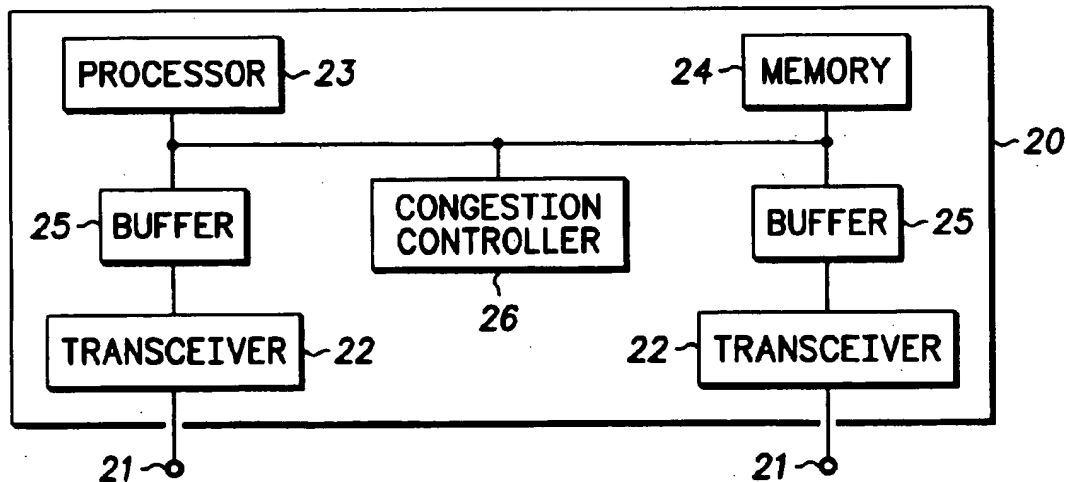 PROCESSOR 23
24 MEMORY
20
25 BUFFER
CONGESTION
CONTROLLER
26
BUFFER 25
TRANSCEIVER 22
22 TRANSCEIVER
21
21